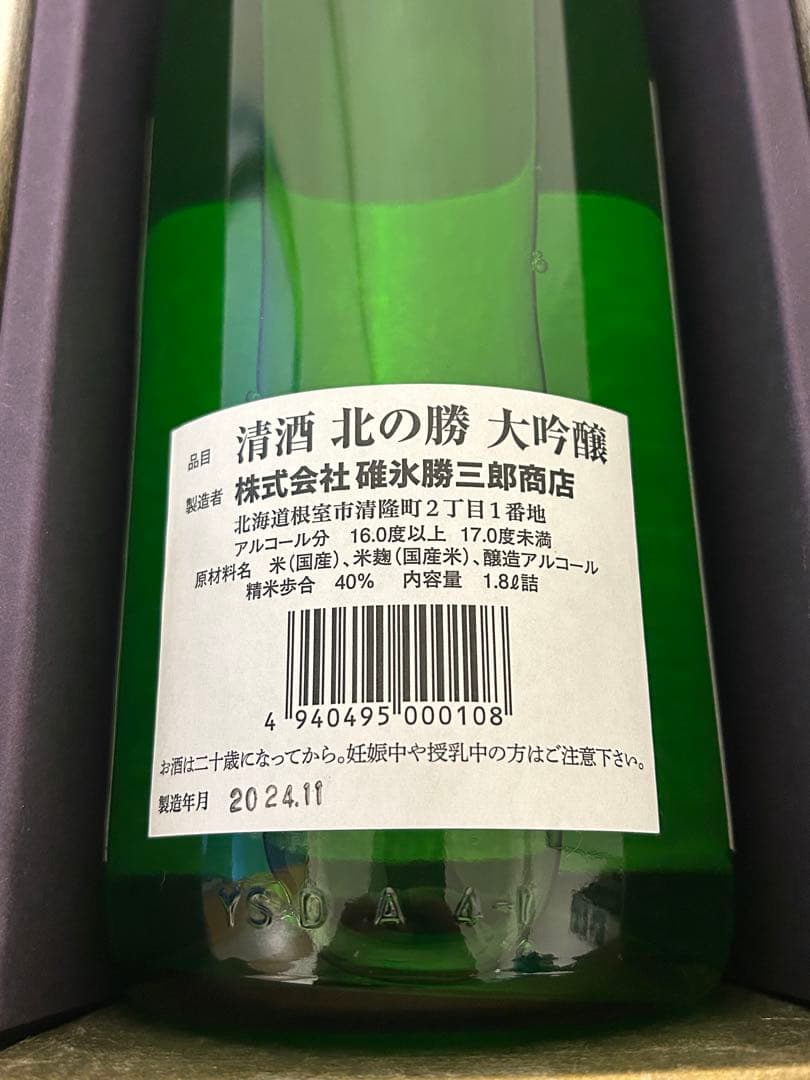 品目 清酒 北の勝 大吟醸
製造者 株式会社 碓氷勝三郎商店
北海道根室市清隆町2丁目1番地
アルコール分 16.0度以上 17.0度未満
原材料名 米(国産)、米麹(国産米)、醸造アルコール
精米歩合 40% 内容量 1.8ℓ詰
4 940495 000108
お酒は二十歳になってから。妊娠中や授乳中の方はご注意下さい。
製造年月 2024.11
YS-D A 4-